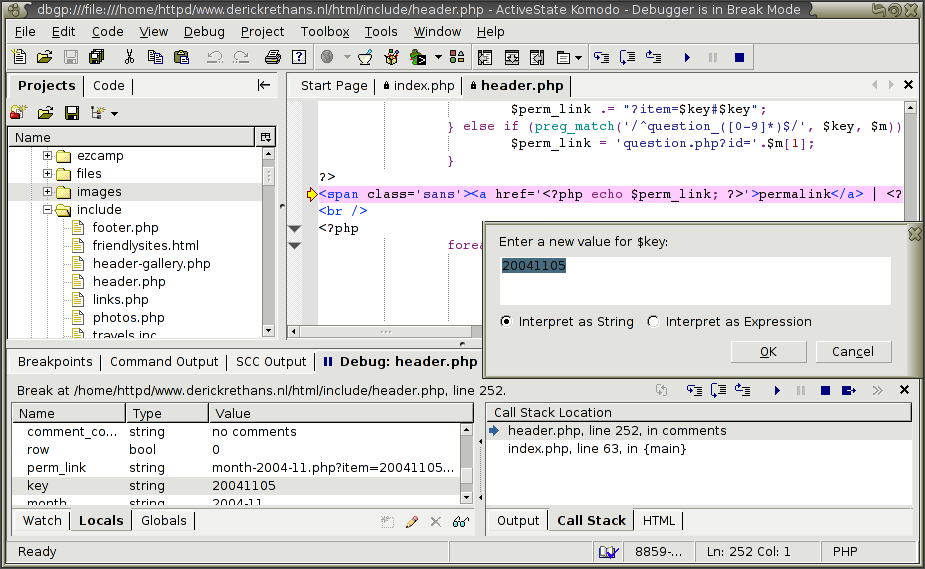 dbgp:///file:///home/httpd/www.derickrethans.nl/html/include/header.php - ActiveState Komodo - Debugger is in Break Mode
File Edit Code View Debug Project Toolbox Tools Window Help
Projects Code
Start Page index.php header.php
Name
ezcamp
files
images
include
footer.php
friendlysites.html
header-gallery.php
header.php
links.php
photos.php
travels.inc
$perm_link .= "?item=$key#$key";
} else if (preg_match('/^question_([0-9]*)$/', $key, $m))
$perm_link = 'question.php?id='.$m[1];
}
?>
<span class='sans'><a href='<?php echo $perm_link; ?>'>permalink</a> | <?
<br />
<?php
forea
Enter a new value for $key:
20041105
Interpret as String Interpret as Expression
OK Cancel
Breakpoints Command Output SCC Output Debug: header.php
Break at /home/httpd/www.derickrethans.nl/html/include/header.php, line 252.
Name Type Value
comment_co... string no comments
row bool 0
perm_link string month-2004-11.php?item=20041105...
key string 20041105
month string 2004-11
Watch Locals Globals
Call Stack Location
header.php, line 252, in comments
index.php, line 63, in {main}
Output Call Stack HTML
Ready 8859-... Ln: 252 Col: 1 PHP